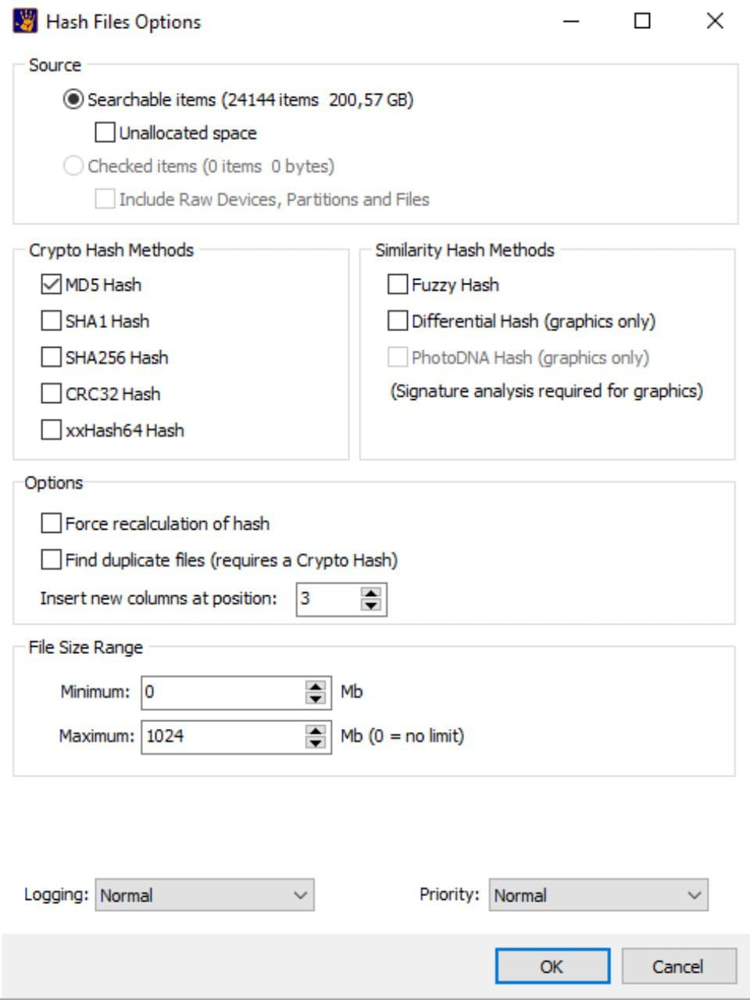 Hash Files Options
Source
Searchable items (24144 items  200,57 GB)
Unallocated space
Checked items (0 items  0 bytes)
Include Raw Devices, Partitions and Files
Crypto Hash Methods
MD5 Hash
SHA1 Hash
SHA256 Hash
CRC32 Hash
xxHash64 Hash
Similarity Hash Methods
Fuzzy Hash
Differential Hash (graphics only)
PhotoDNA Hash (graphics only)
(Signature analysis required for graphics)
Options
Force recalculation of hash
Find duplicate files (requires a Crypto Hash)
Insert new columns at position: 3
File Size Range
Minimum: 0 Mb
Maximum: 1024 Mb (0 = no limit)
Logging: Normal Priority: Normal
OK Cancel